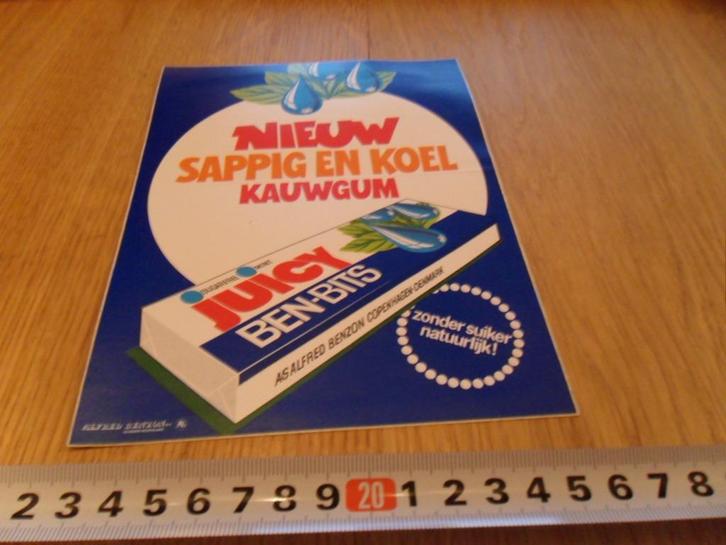 NIEUW
SAPPIG EN KOEL
KAUWGUM
JUICY
BEN-BITS
AS ALFRED BENZON COPENHAGEN-DENMARK
zonder suiker
natuurlijk!
2 3 4 5 6 7 8 9 20 1 2 3 4 5 6 7 8